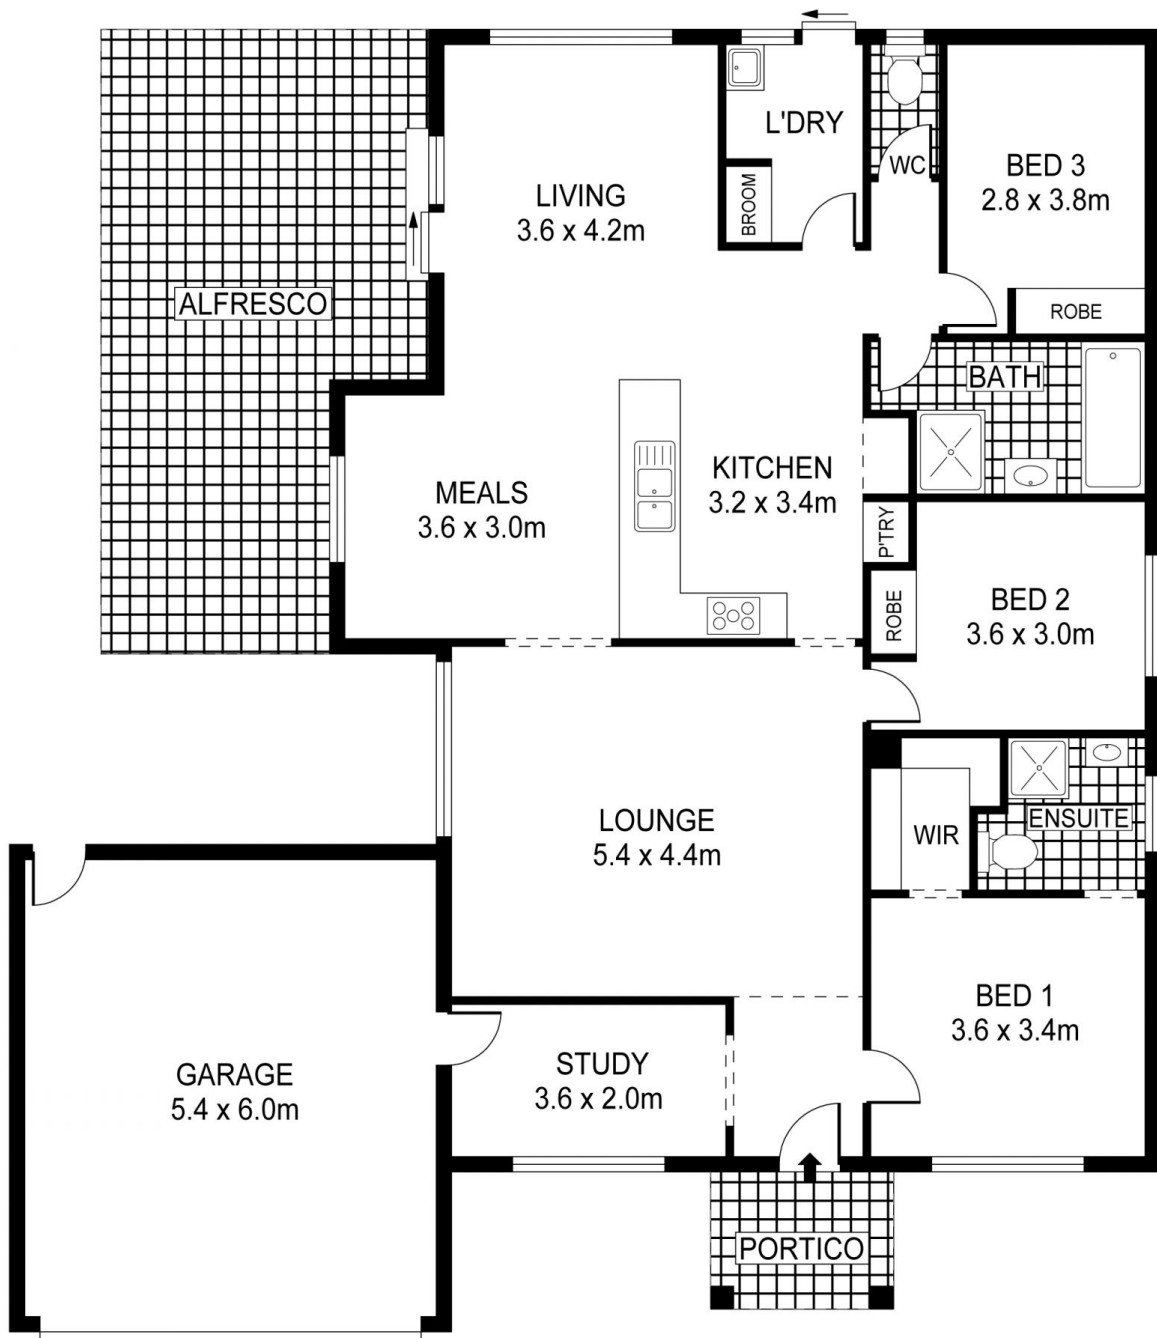 L'DRY
WC
BED 3
2.8 x 3.8m
LIVING
3.6 x 4.2m
BROOM
ALFRESCO
ROBE
BATH
KITCHEN
3.2 x 3.4m
MEALS
3.6 x 3.0m
P'TRY
ROBE
BED 2
3.6 x 3.0m
LOUNGE
5.4 x 4.4m
WIR
ENSUITE
BED 1
3.6 x 3.4m
GARAGE
5.4 x 6.0m
STUDY
3.6 x 2.0m
PORTICO